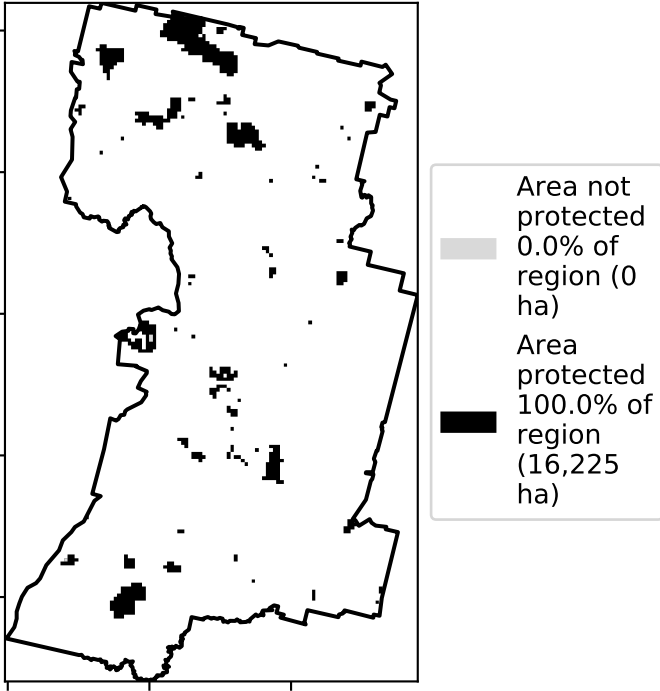 Area not
protected
0.0% of
region (0
ha)
Area
protected
100.0% of
region
(16,225
ha)